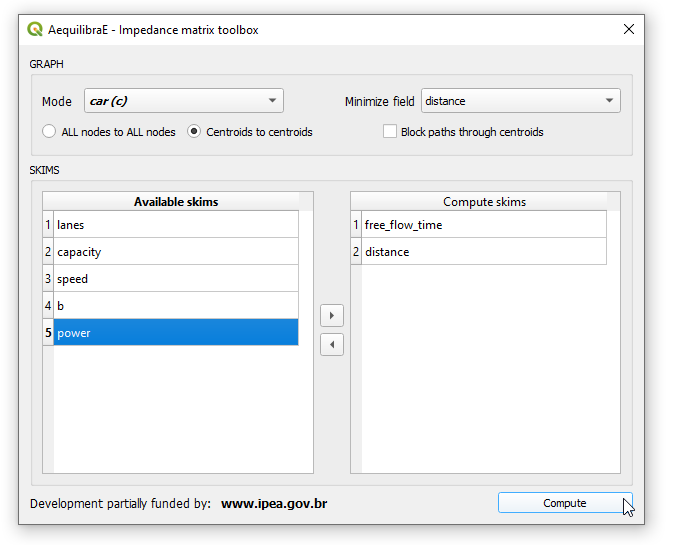 AequilibraE - Impedance matrix toolbox
GRAPH
Mode car (c) Minimize field distance
ALL nodes to ALL nodes Centroids to centroids Block paths through centroids
SKIMS
Available skims Compute skims
1 lanes 1 free_flow_time
2 capacity 2 distance
3 speed
4 b
5 power
Development partially funded by: www.ipea.gov.br Compute